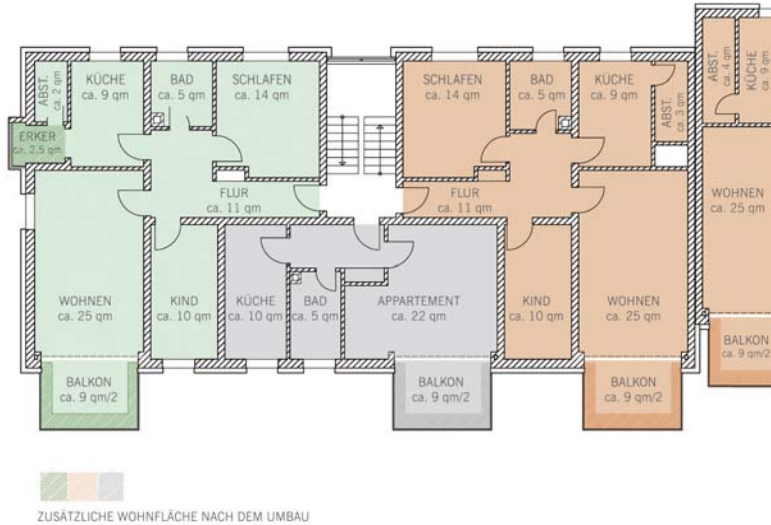 ABST.
ca. 2 qm
KÜCHE
ca. 9 qm
BAD
ca. 5 qm
SCHLAFEN
ca. 14 qm
ERKER
ca. 2,5 qm
FLUR
ca. 11 qm
WOHNEN
ca. 25 qm
KIND
ca. 10 qm
BALKON
ca. 9 qm/2
KÜCHE
ca. 10 qm
BAD
ca. 5 qm
APPARTEMENT
ca. 22 qm
BALKON
ca. 9 qm/2
SCHLAFEN
ca. 14 qm
BAD
ca. 5 qm
KÜCHE
ca. 9 qm
ABST.
ca. 3 qm
FLUR
ca. 11 qm
KIND
ca. 10 qm
WOHNEN
ca. 25 qm
BALKON
ca. 9 qm/2
ABST.
ca. 4 qm
KÜCHE
ca. 9 qm
WOHNEN
ca. 25 qm
BALKON
ca. 9 qm/2
ZUSÄTZLICHE WOHNFLÄCHE NACH DEM UMBAU